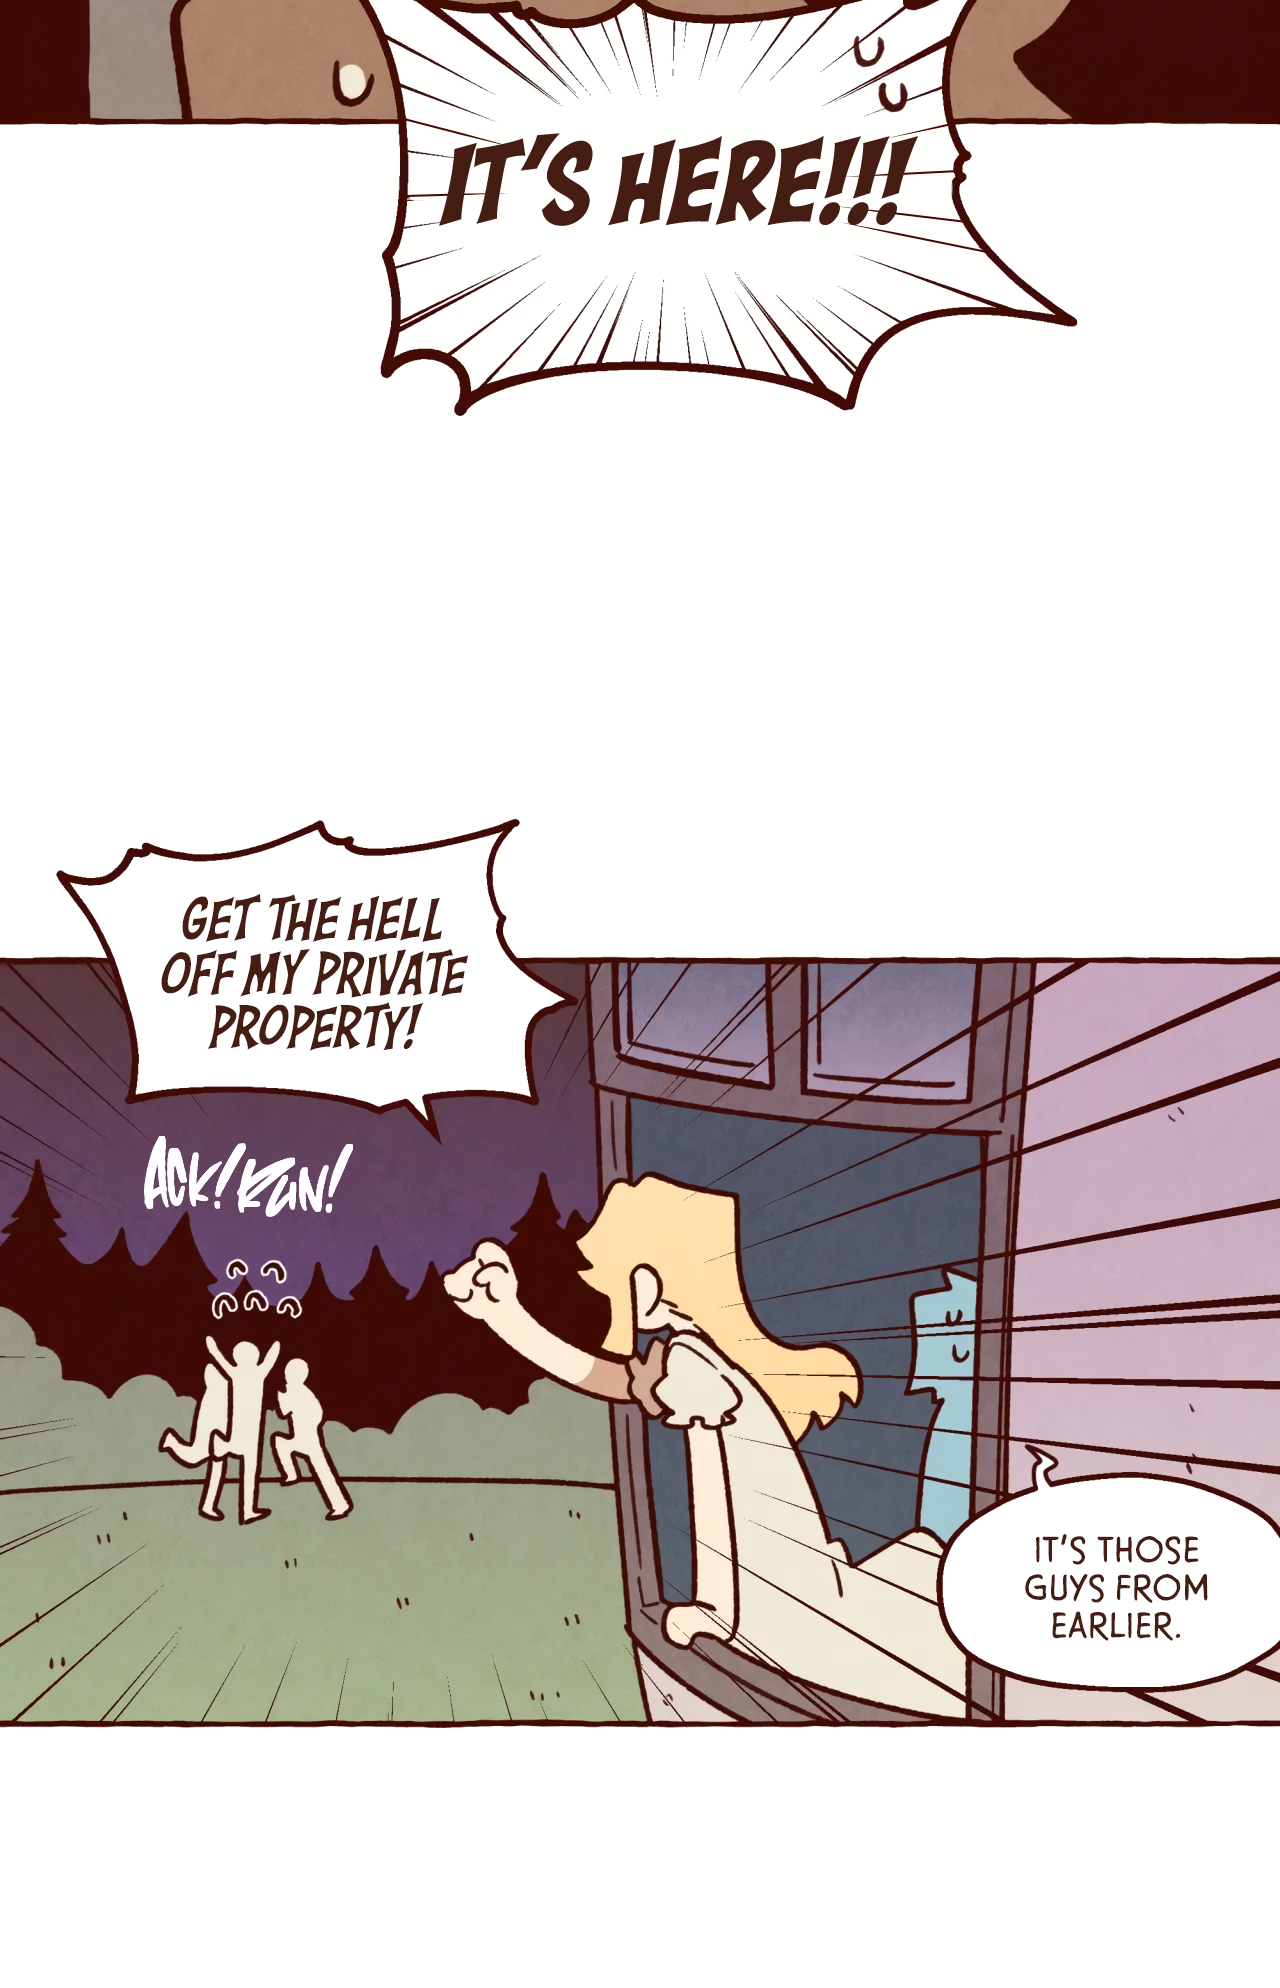 IT'S HERE!!!
GET THE HELL
OFF MY PRIVATE
PROPERTY!
ACK! RUN!
IT'S THOSE
GUYS FROM
EARLIER.